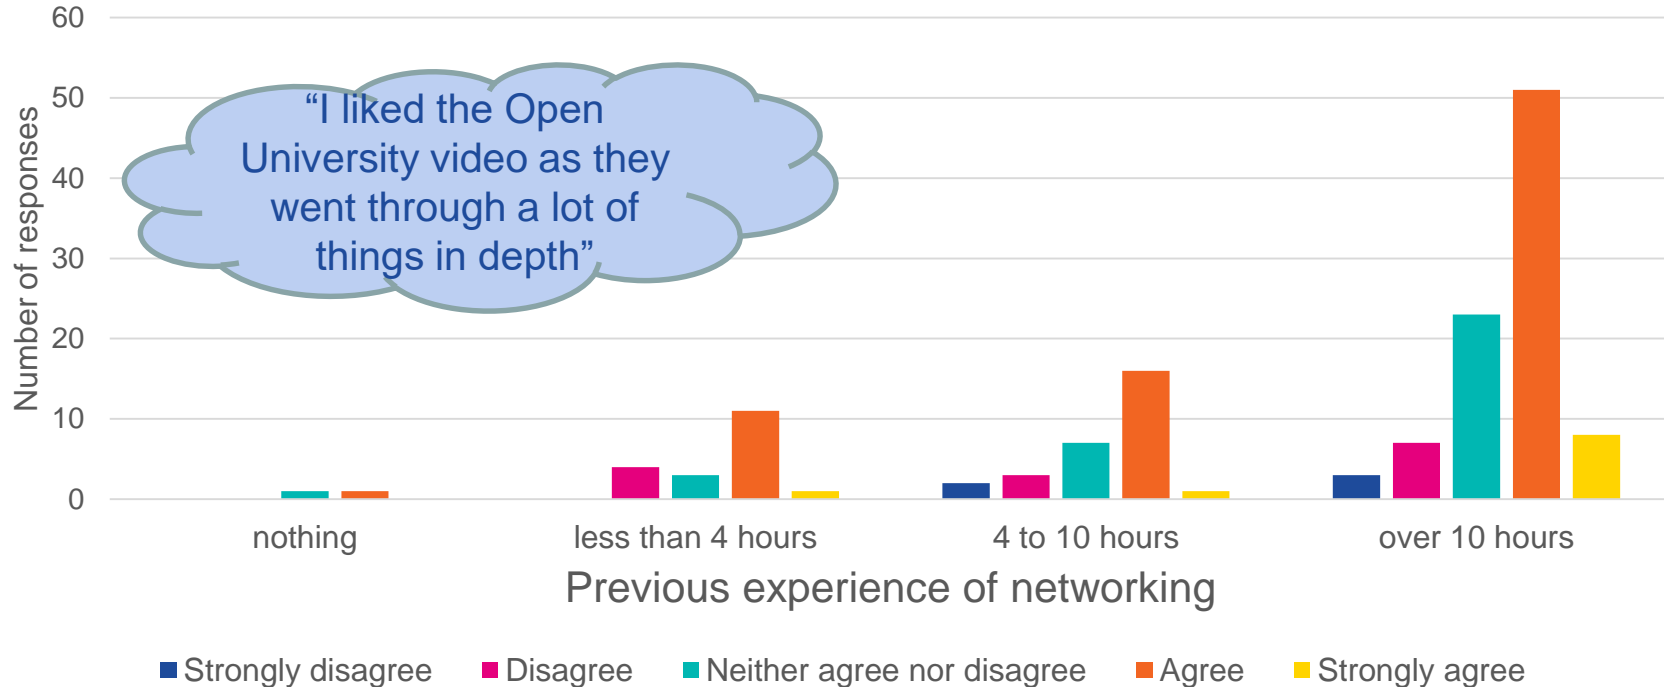 60
50
40
30
20
10
0
Number of responses
“I liked the Open
University video as they
went through a lot of
things in depth”
nothing
less than 4 hours
4 to 10 hours
over 10 hours
Previous experience of networking
Strongly disagree
Disagree
Neither agree nor disagree
Agree
Strongly agree